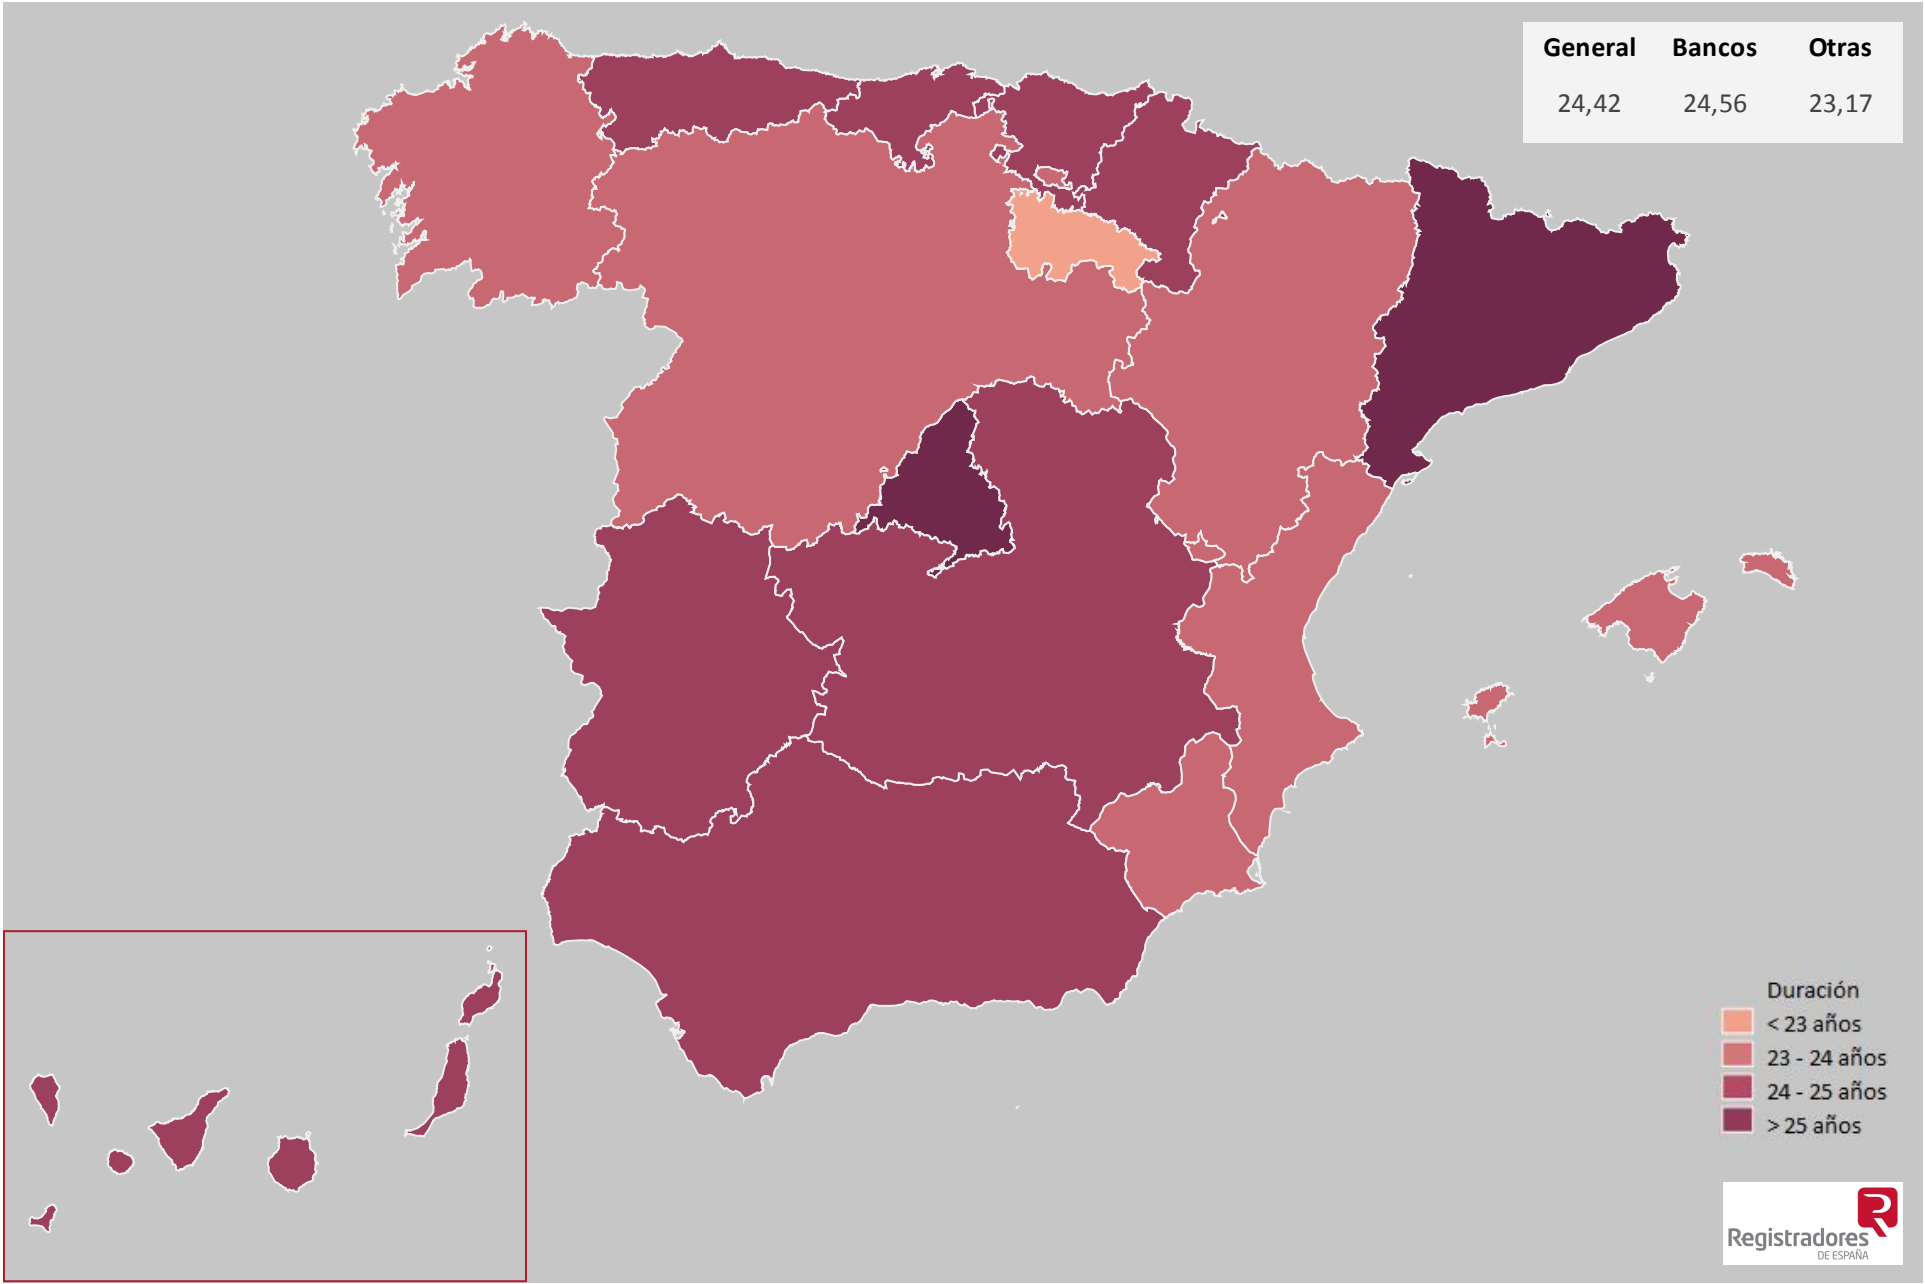 General Bancos Otras
24,42 24,56 23,17
Duración
< 23 años
23 - 24 años
24 - 25 años
> 25 años
Registradores
DE ESPAÑA